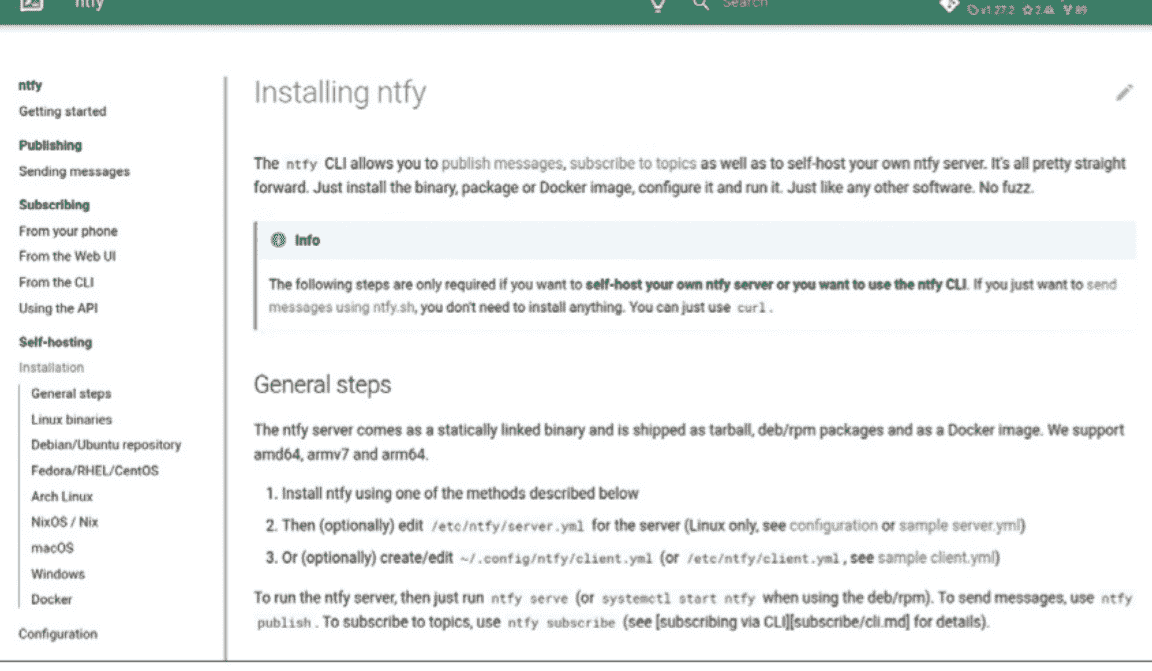 ntfy
Search
v1.27.2 2.4k 89
ntfy
Getting started
Publishing
Sending messages
Subscribing
From your phone
From the Web UI
From the CLI
Using the API
Self-hosting
Installation
General steps
Linux binaries
Debian/Ubuntu repository
Fedora/RHEL/CentOS
Arch Linux
NixOS / Nix
macOS
Windows
Docker
Configuration
Installing ntfy
The ntfy CLI allows you to publish messages, subscribe to topics as well as to self-host your own ntfy server. It's all pretty straight
forward. Just install the binary, package or Docker image, configure it and run it. Just like any other software. No fuzz.
Info
The following steps are only required if you want to self-host your own ntfy server or you want to use the ntfy CLI. If you just want to send
messages using ntfy.sh, you don't need to install anything. You can just use curl.
General steps
The ntfy server comes as a statically linked binary and is shipped as tarball, deb/rpm packages and as a Docker image. We support
amd64, armv7 and arm64.
1. Install ntfy using one of the methods described below
2. Then (optionally) edit /etc/ntfy/server.yml for the server (Linux only, see configuration or sample server.yml)
3. Or (optionally) create/edit ~/.config/ntfy/client.yml (or /etc/ntfy/client.yml, see sample client.yml)
To run the ntfy server, then just run ntfy serve (or systemctl start ntfy when using the deb/rpm). To send messages, use ntfy
publish. To subscribe to topics, use ntfy subscribe (see [subscribing via CLI][subscribe/cli.md] for details).